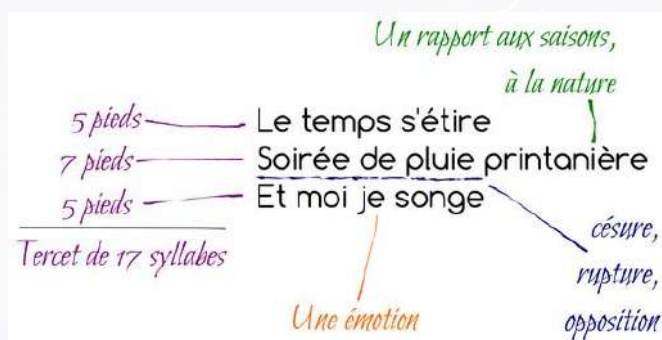 Un rapport aux saisons,
à la nature
5 pieds
Le temps s'étire
7 pieds
Soirée de pluie printanière
5 pieds
Et moi je songe
Tercet de 17 syllabes
césure,
rupture,
opposition
Une émotion